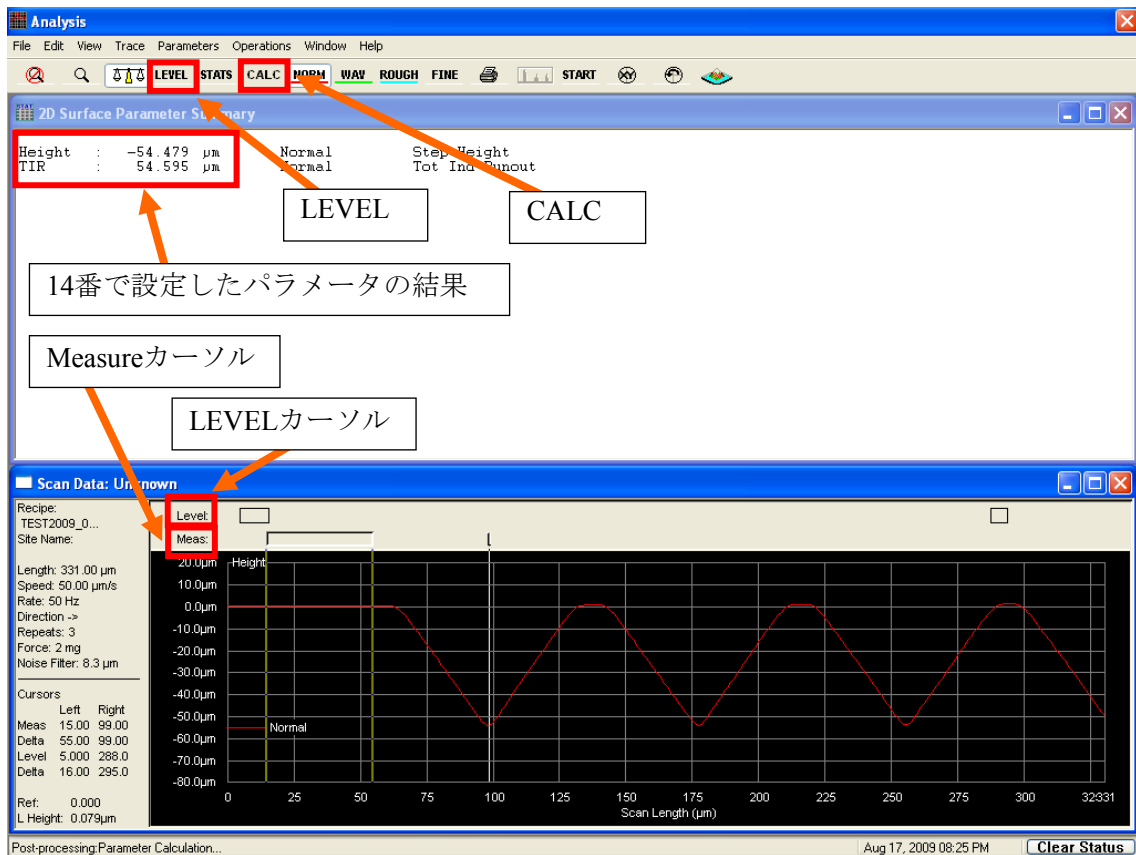 Analysis
File Edit View Trace Parameters Operations Window Help
LEVEL STATS CALC NORM WAV ROUGH FINE START XY
2D Surface Parameter Summary
Height : -54.479 µm Normal Step Height
TIR : 54.595 µm Normal Tot Ind Runout
LEVEL
CALC
14番で設定したパラメータの結果
Measureカーソル
LEVELカーソル
Scan Data: Unknown
Recipe:
TEST2009_0...
Site Name:
Length: 331.00 µm
Speed: 50.00 µm/s
Rate: 50 Hz
Direction ->
Repeats: 3
Force: 2 mg
Noise Filter: 8.3 µm
Cursors
Left Right
Meas 15.00 99.00
Delta 55.00 99.00
Level 5.000 288.0
Delta 16.00 295.0
Ref: 0.000
L Height: 0.079µm
Level:
Meas:
Height
20.0µm
10.0µm
0.0µm
-10.0µm
-20.0µm
-30.0µm
-40.0µm
-50.0µm
-60.0µm
-70.0µm
-80.0µm
Normal
0 25 50 75 100 125 150 175 200 225 250 275 300 32331
Scan Length (µm)
Post-processing:Parameter Calculation...
Aug 17, 2009 08:25 PM
Clear Status